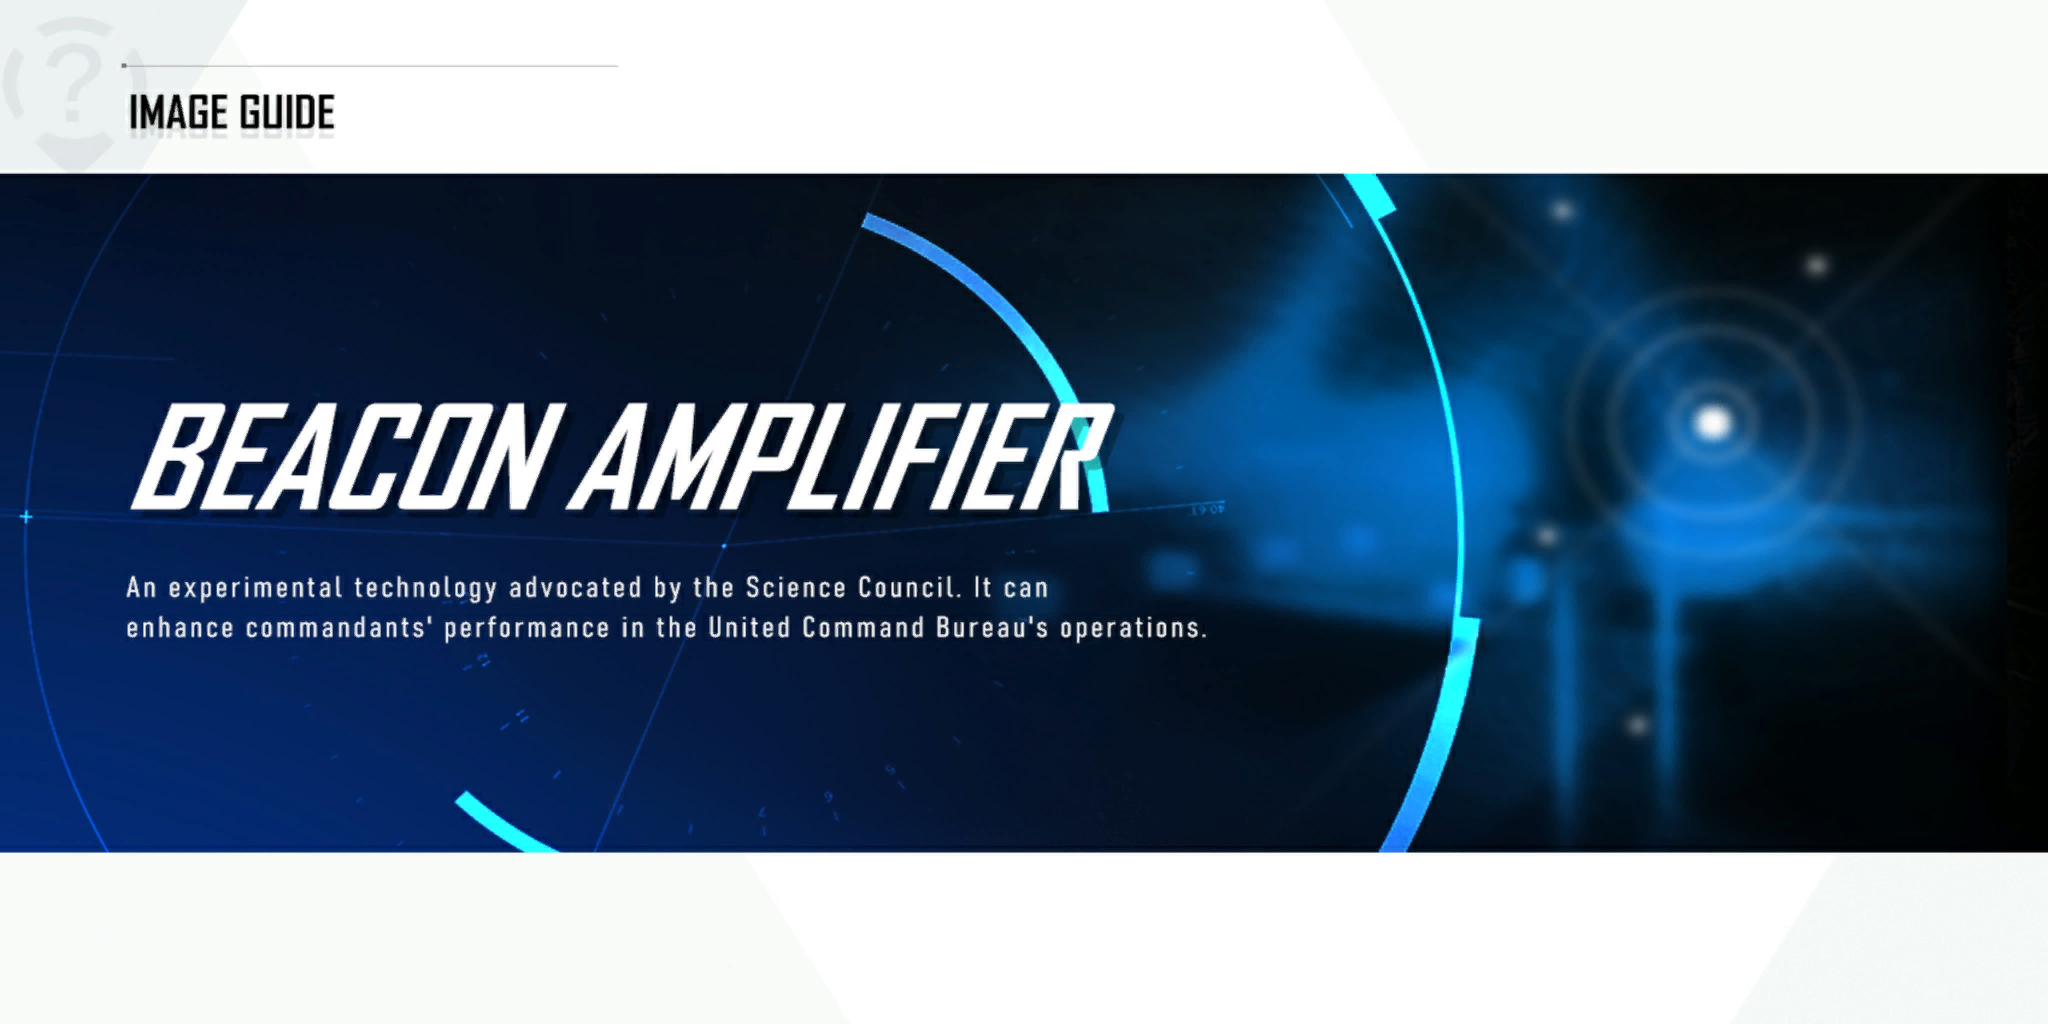 IMAGE GUIDE
BEACON AMPLIFIER
An experimental technology advocated by the Science Council. It can
enhance commandants' performance in the United Command Bureau's operations.